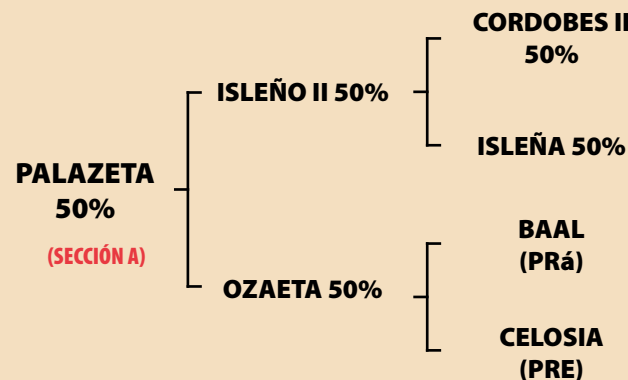 CORDOBES II
50%
ISLEÑO II 50%
ISLEÑA 50%
PALAZETA
50%
(SECCIÓN A)
BAAL
(PRá)
OZAETA 50%
CELOSIA
(PRE)